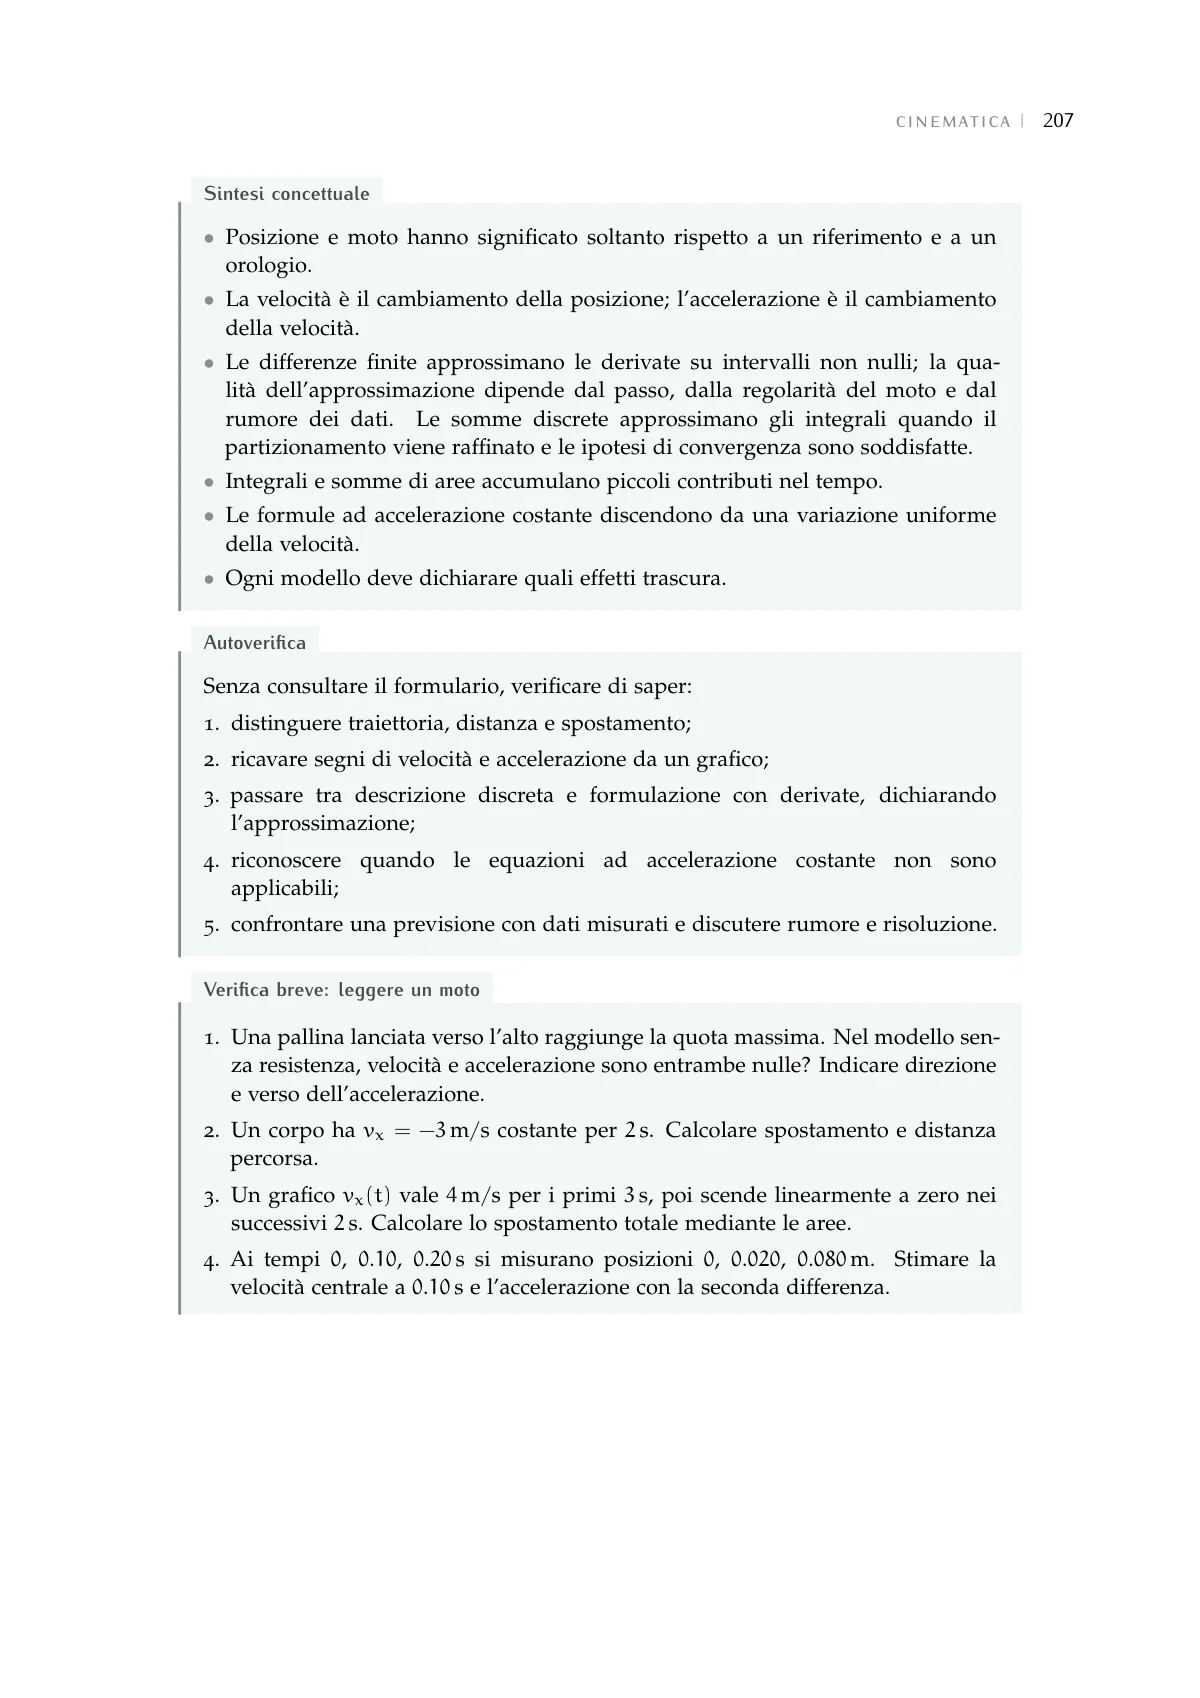 CINEMATICA | 207
Sintesi concettuale
• Posizione e moto hanno significato soltanto rispetto a un riferimento e a un
orologio.
• La velocità è il cambiamento della posizione; l'accelerazione è il cambiamento
della velocità.
• Le differenze finite approssimano le derivate su intervalli non nulli; la qua-
lità dell'approssimazione dipende dal passo, dalla regolarità del moto e dal
rumore dei dati. Le somme discrete approssimano gli integrali quando il
partizionamento viene raffinato e le ipotesi di convergenza sono soddisfatte.
• Integrali e somme di aree accumulano piccoli contributi nel tempo.
• Le formule ad accelerazione costante discendono da una variazione uniforme
della velocità.
• Ogni modello deve dichiarare quali effetti trascura.
Autoverifica
Senza consultare il formulario, verificare di saper:
1. distinguere traiettoria, distanza e spostamento;
2. ricavare segni di velocità e accelerazione da un grafico;
3. passare tra descrizione discreta e formulazione con derivate, dichiarando
l'approssimazione;
4. riconoscere quando le equazioni ad accelerazione costante non sono
applicabili;
5. confrontare una previsione con dati misurati e discutere rumore e risoluzione.
Verifica breve: leggere un moto
1. Una pallina lanciata verso l'alto raggiunge la quota massima. Nel modello sen-
za resistenza, velocità e accelerazione sono entrambe nulle? Indicare direzione
e verso dell'accelerazione.
2. Un corpo ha vₓ = −3 m/s costante per 2 s. Calcolare spostamento e distanza
percorsa.
3. Un grafico vₓ(t) vale 4 m/s per i primi 3 s, poi scende linearmente a zero nei
successivi 2 s. Calcolare lo spostamento totale mediante le aree.
4. Ai tempi 0, 0.10, 0.20 s si misurano posizioni 0, 0.020, 0.080 m. Stimare la
velocità centrale a 0.10 s e l'accelerazione con la seconda differenza.